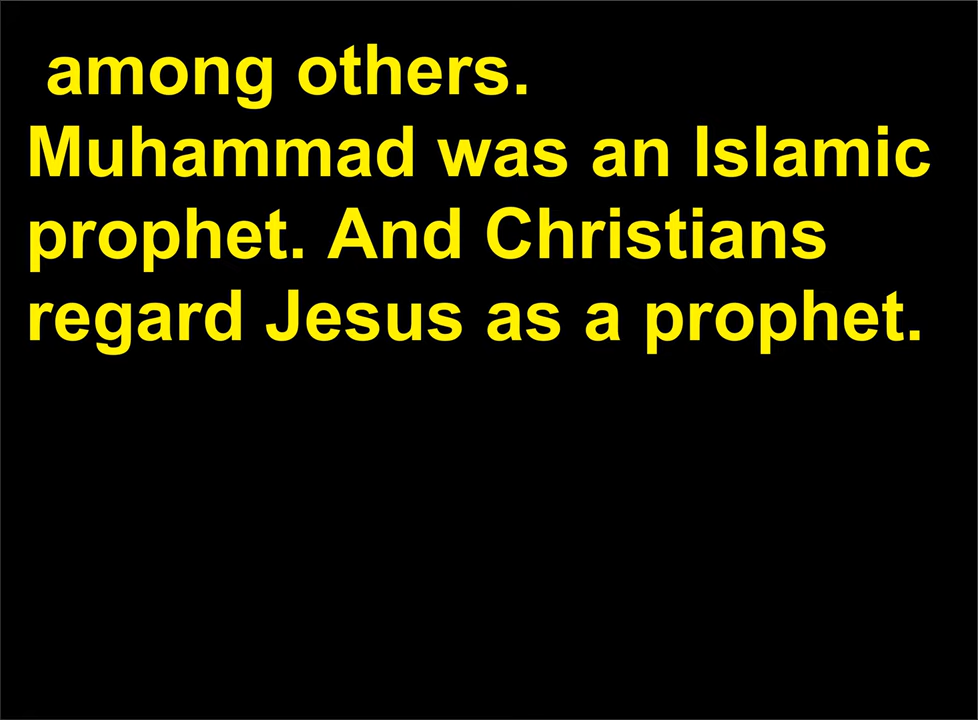 among others.
Muhammad was an Islamic
prophet. And Christians
regard Jesus as a prophet.